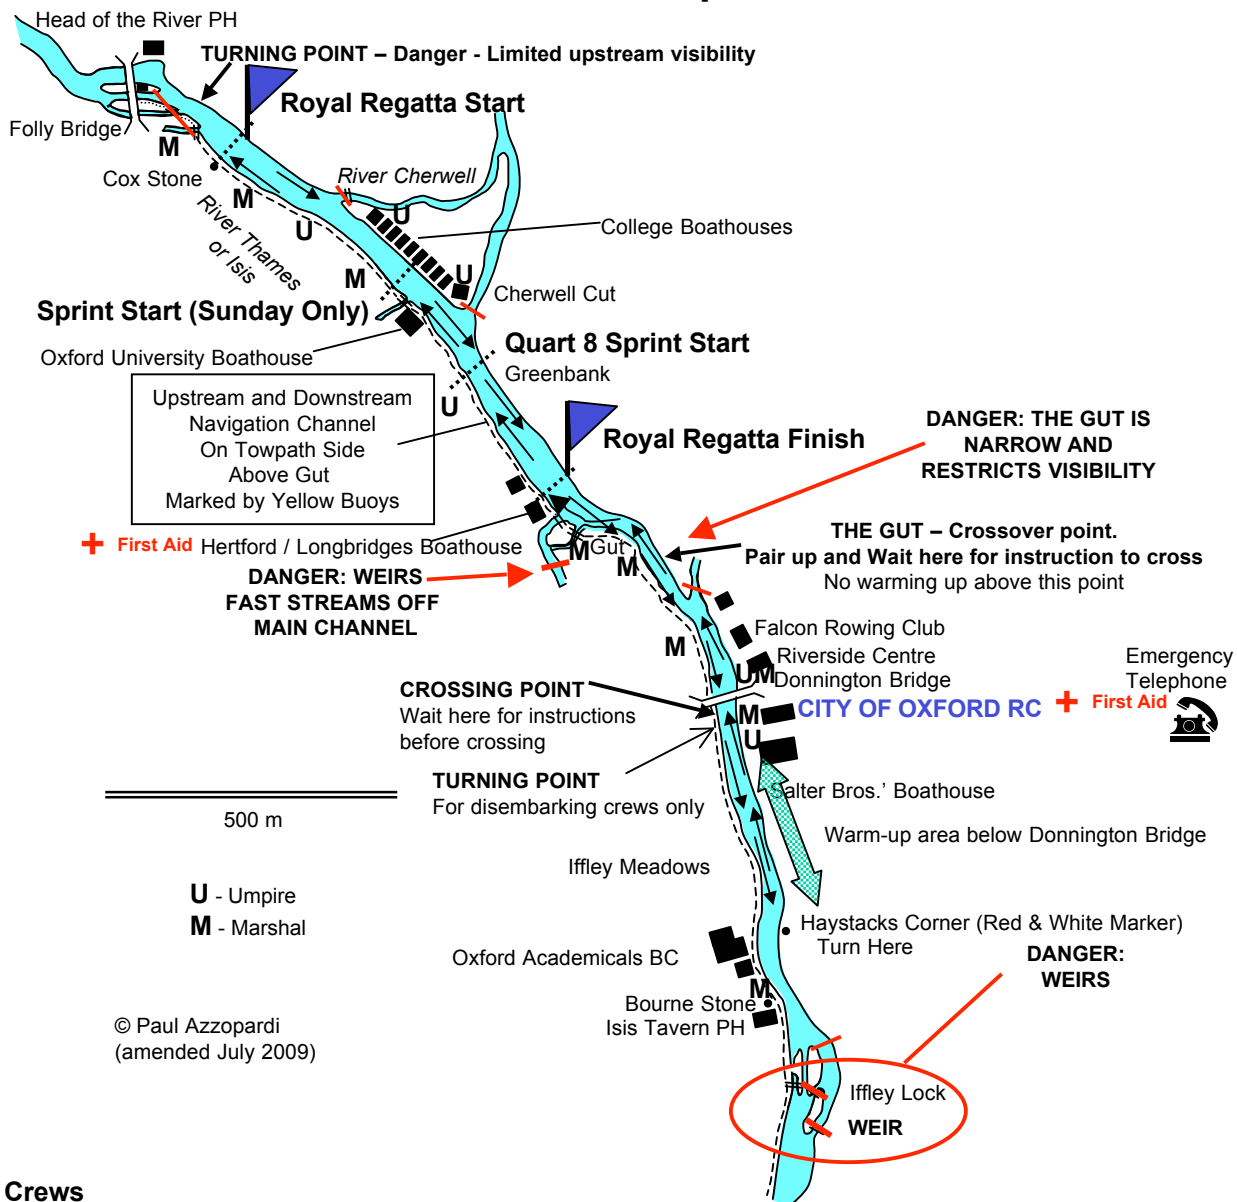 Head of the River PH
TURNING POINT – Danger - Limited upstream visibility
Royal Regatta Start
Folly Bridge
M
Cox Stone
River Cherwell
M
U
U
River Thames
or Isis
College Boathouses
M
U
Cherwell Cut
Sprint Start (Sunday Only)
Oxford University Boathouse
Quart 8 Sprint Start
Greenbank
U
Upstream and Downstream
Navigation Channel
On Towpath Side
Above Gut
Marked by Yellow Buoys
Royal Regatta Finish
DANGER: THE GUT IS
NARROW AND
RESTRICTS VISIBILITY
First Aid
Hertford / Longbridges Boathouse
M
Gut
M
THE GUT – Crossover point.
Pair up and Wait here for instruction to cross
No warming up above this point
DANGER: WEIRS
FAST STREAMS OFF
MAIN CHANNEL
M
Falcon Rowing Club
Riverside Centre
UM
Donnington Bridge
Emergency
Telephone
CROSSING POINT
Wait here for instructions
before crossing
M
CITY OF OXFORD RC
First Aid
U
TURNING POINT
For disembarking crews only
Salter Bros.' Boathouse
500 m
Warm-up area below Donnington Bridge
Iffley Meadows
U - Umpire
M - Marshal
Haystacks Corner (Red & White Marker)
Turn Here
DANGER:
WEIRS
Oxford Academicals BC
M
Bourne Stone
Isis Tavern PH
© Paul Azzopardi
(amended July 2009)
Iffley Lock
WEIR
Crews